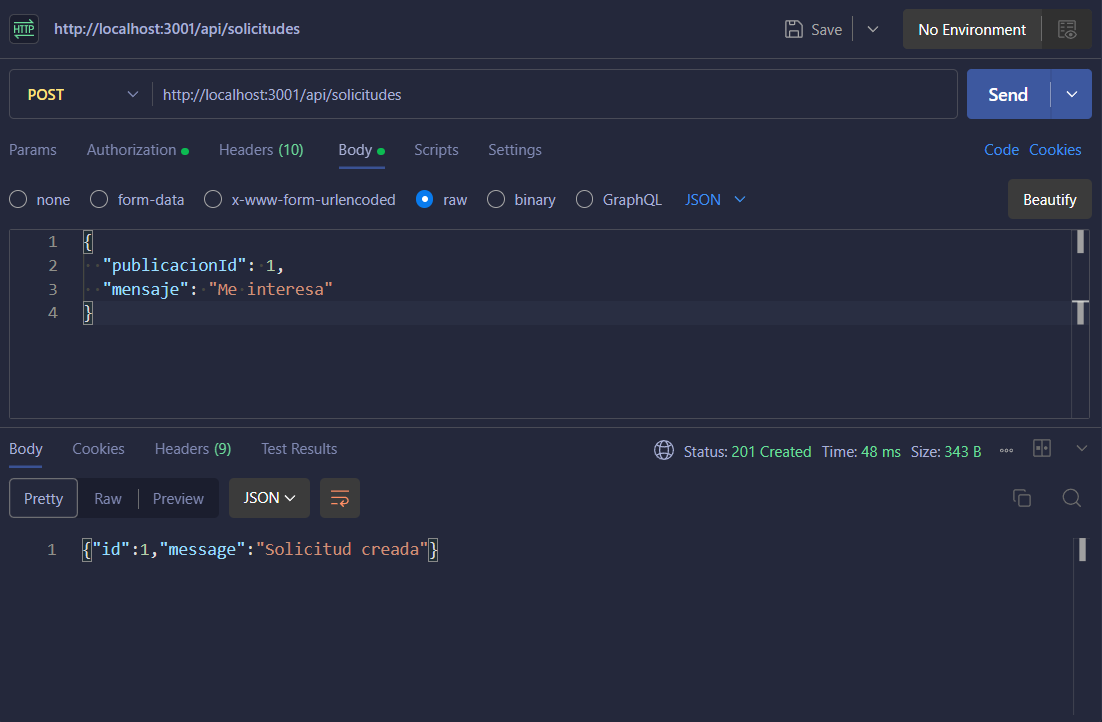 HTTP http://localhost:3001/api/solicitudes Save No Environment
POST http://localhost:3001/api/solicitudes Send
Params Authorization Headers (10) Body Scripts Settings Code Cookies
none form-data x-www-form-urlencoded raw binary GraphQL JSON Beautify
1 {
2 "publicacionId": 1,
3 "mensaje": "Me interesa"
4 }
Body Cookies Headers (9) Test Results Status: 201 Created Time: 48 ms Size: 343 B
Pretty Raw Preview JSON
1 {"id":1,"message":"Solicitud creada"}